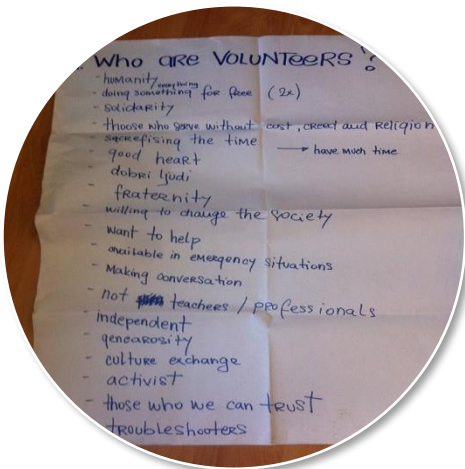 Who are Volunteers?
- humanity
everything
- doing something for free (2x)
- solidarity
- thoose who serve without cost, creed and Religion
- sacrefising the time → have much time
- good heart
- dobri ljudi
- fraternity
- willing to change the society
- want to help
- available in emergency situations
- Making conversation
- not teachers / professionals
- independent
- genearosity
- culture exchange
- activist
- those who we can trust
- troubleshooters